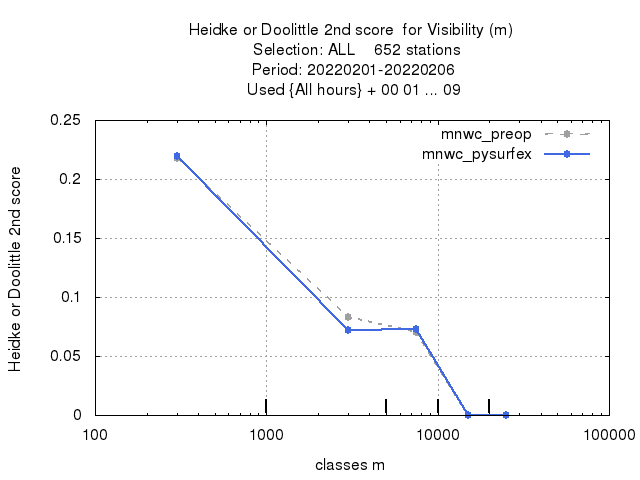 Heidke or Doolittle 2nd score  for Visibility (m)
Selection: ALL    652 stations
Period: 20220201-20220206
Used {All hours} + 00 01 ... 09
mnwc_preop
mnwc_pysurfex
Heidke or Doolittle 2nd score
0.25
0.2
0.15
0.1
0.05
0
100
1000
10000
100000
classes m